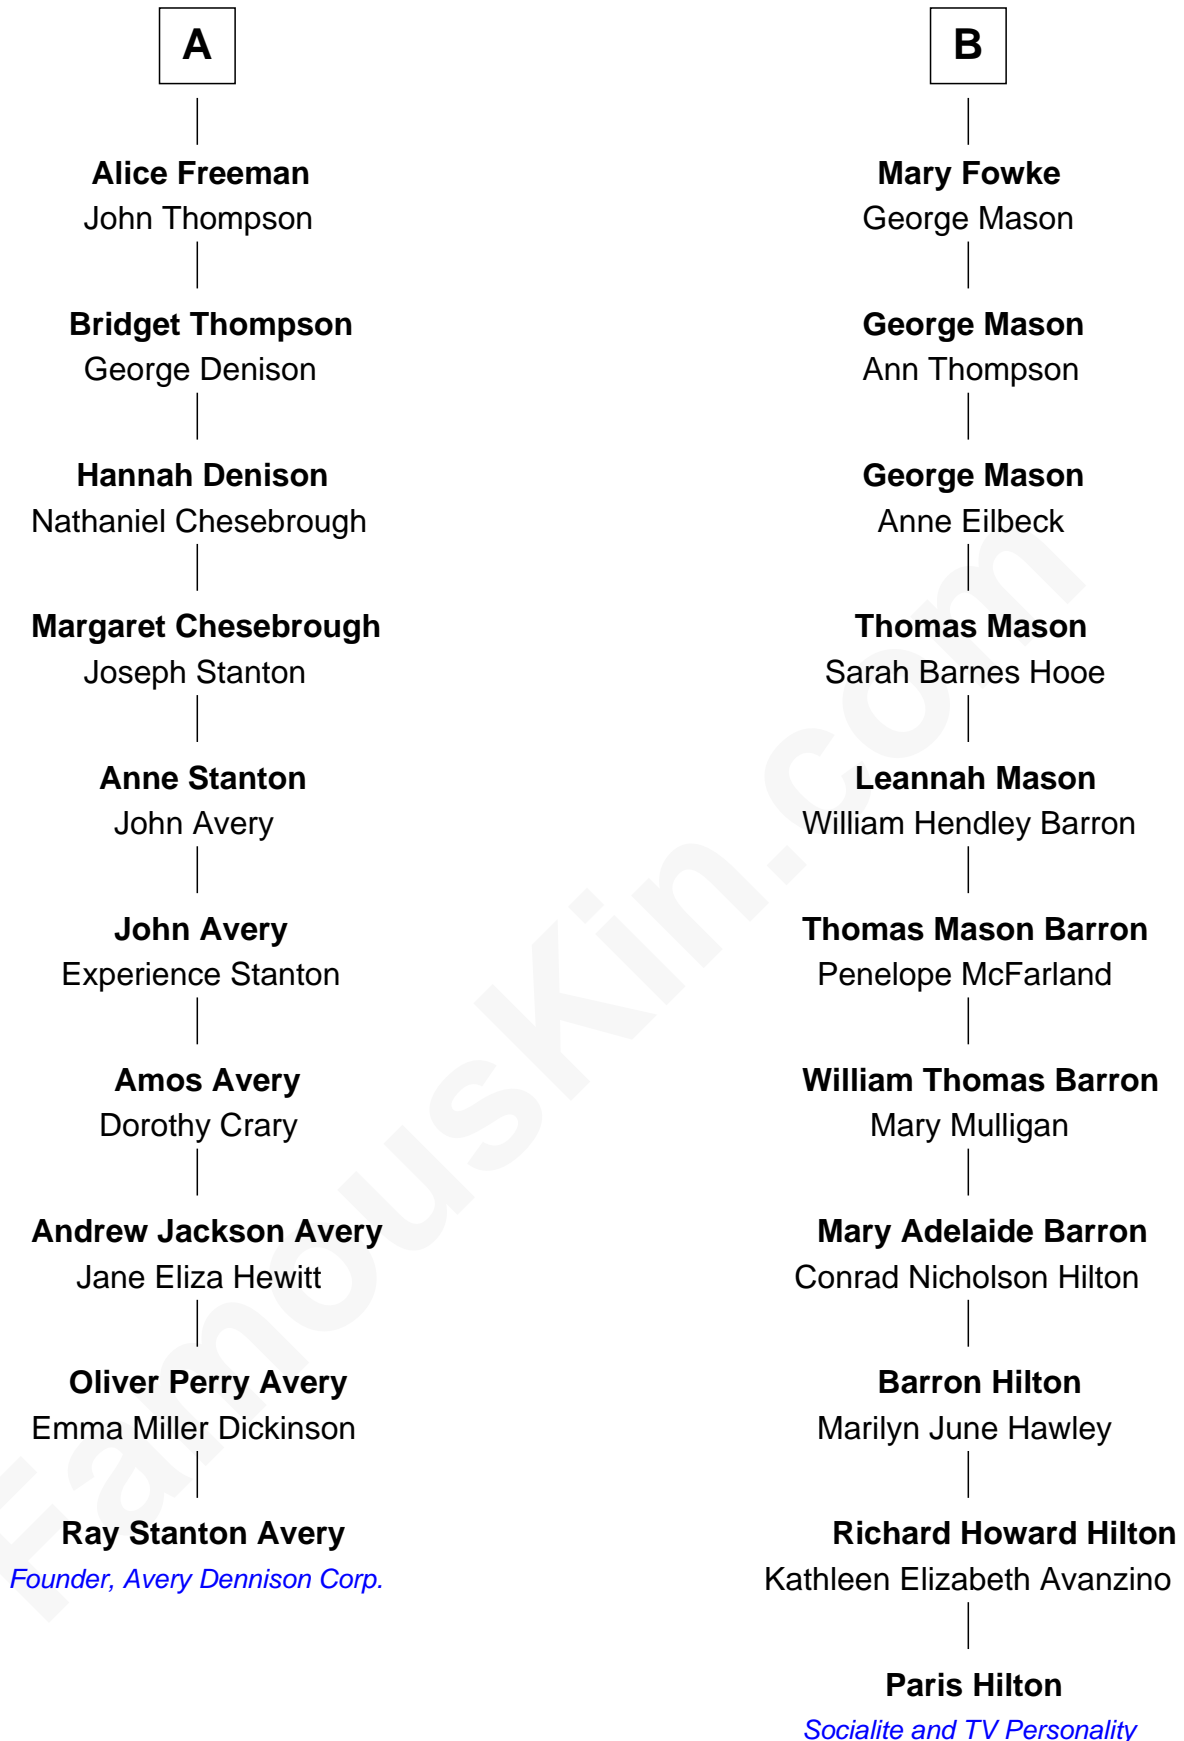 A
Alice Freeman
John Thompson
Bridget Thompson
George Denison
Hannah Denison
Nathaniel Chesebrough
Margaret Chesebrough
Joseph Stanton
Anne Stanton
John Avery
John Avery
Experience Stanton
Amos Avery
Dorothy Crary
Andrew Jackson Avery
Jane Eliza Hewitt
Oliver Perry Avery
Emma Miller Dickinson
Ray Stanton Avery
Founder, Avery Dennison Corp.
B
Mary Fowke
George Mason
George Mason
Ann Thompson
George Mason
Anne Eilbeck
Thomas Mason
Sarah Barnes Hooe
Leannah Mason
William Hendley Barron
Thomas Mason Barron
Penelope McFarland
William Thomas Barron
Mary Mulligan
Mary Adelaide Barron
Conrad Nicholson Hilton
Barron Hilton
Marilyn June Hawley
Richard Howard Hilton
Kathleen Elizabeth Avanzino
Paris Hilton
Socialite and TV Personality
FamousKin.com